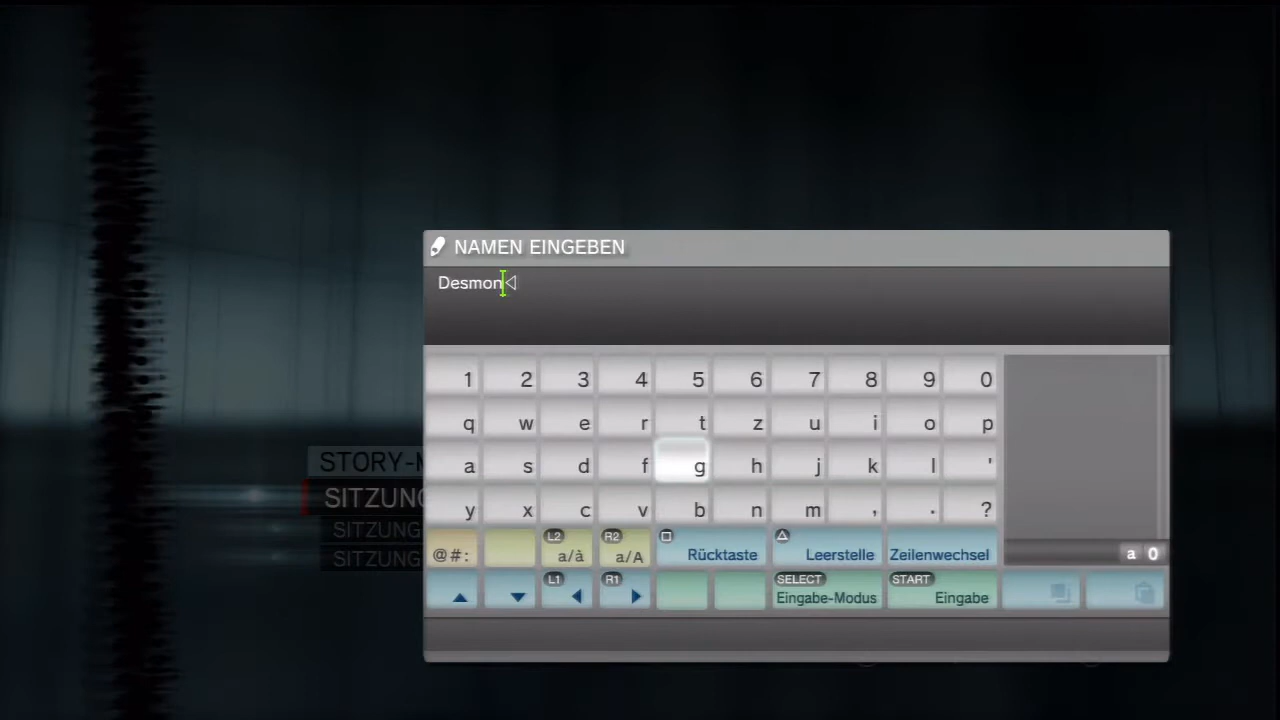 NAMEN EINGEBEN
Desmon
1 2 3 4 5 6 7 8 9 0
q w e r t z u i o p
a s d f g h j k l '
y x c v b n m , . ?
STORY-M
SITZUNG
SITZUNG
SITZUNG
@#: L2 a/à R2 a/A Rücktaste Leerstelle Zeilenwechsel a 0
L1 R1 SELECT Eingabe-Modus START Eingabe